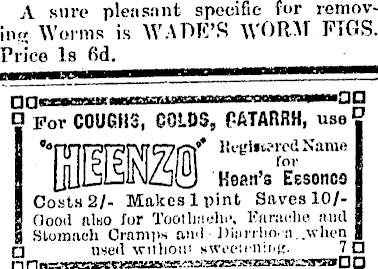 A sure pleasant specific for remov-
ing Worms is WADE'S WORM FIGS.
Price 1s 6d.
For COUGHS, COLDS, CATARRH, use
"HEENZO" Registered Name
for
Hean's Essence
Costs 2/- Makes 1 pint Saves 10/-
Good also for Toothache, Earache and
Stomach Cramps and Diarrhoea when
used without sweetening. 7